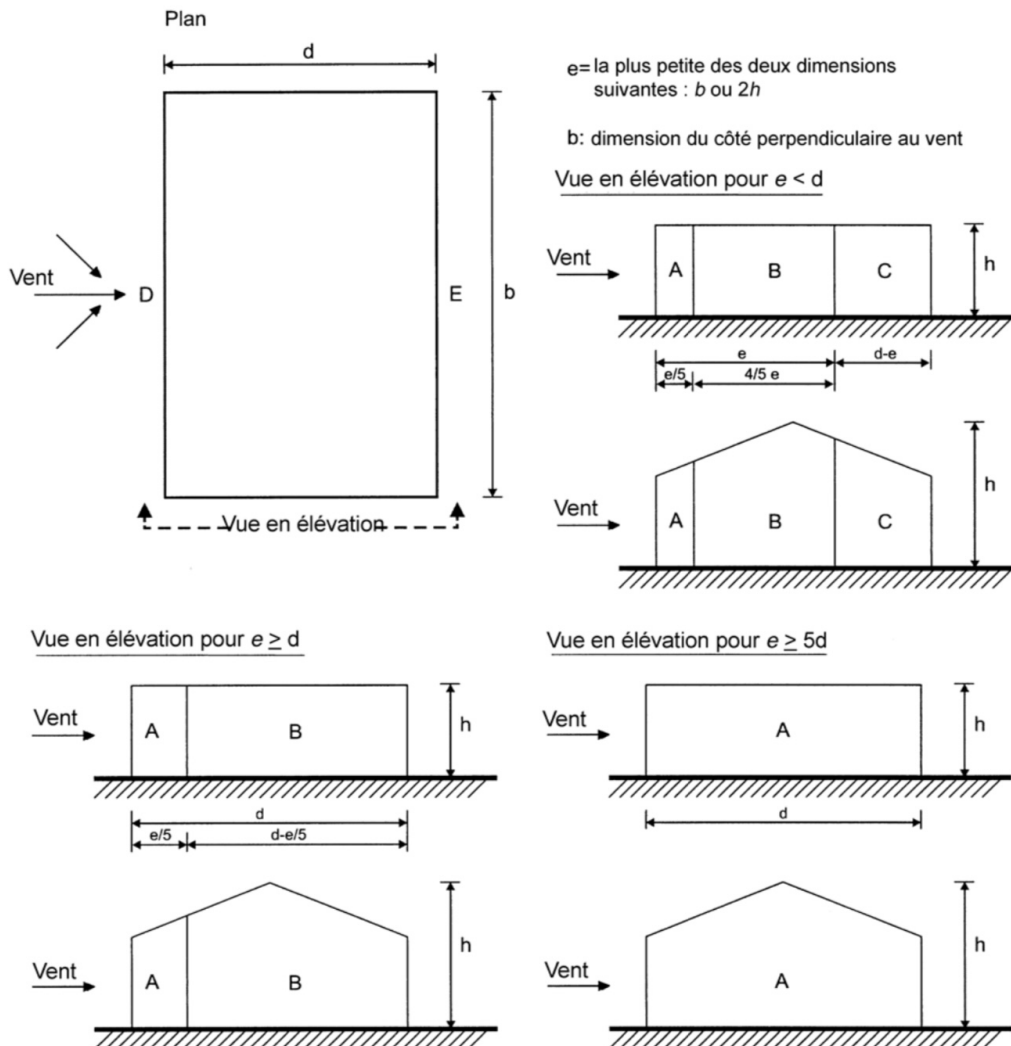 Plan
d
Vent
D
E
b
Vue en élévation
e= la plus petite des deux dimensions
suivantes : b ou 2h
b: dimension du côté perpendiculaire au vent
Vue en élévation pour e < d
Vent
A
B
C
h
e
d-e
e/5
4/5 e
Vent
A
B
C
h
Vue en élévation pour e ≥ d
Vent
A
B
h
d
e/5
d-e/5
Vent
A
B
h
Vue en élévation pour e ≥ 5d
Vent
A
h
d
Vent
A
h